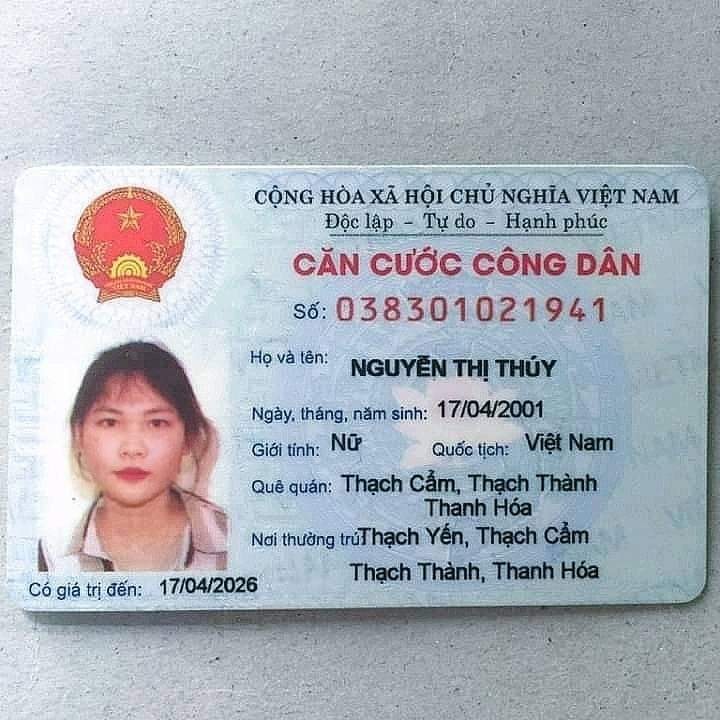 CỘNG HÒA XÃ HỘI CHỦ NGHĨA VIỆT NAM
Độc lập – Tự do – Hạnh phúc
CĂN CƯỚC CÔNG DÂN
Số: 038301021941
Họ và tên: NGUYỄN THỊ THÚY
Ngày, tháng, năm sinh: 17/04/2001
Giới tính: Nữ Quốc tịch: Việt Nam
Quê quán: Thạch Cẩm, Thạch Thành
Thanh Hóa
Nơi thường trú: Thạch Yến, Thạch Cẩm
Thạch Thành, Thanh Hóa
Có giá trị đến: 17/04/2026
VIỆT NAM